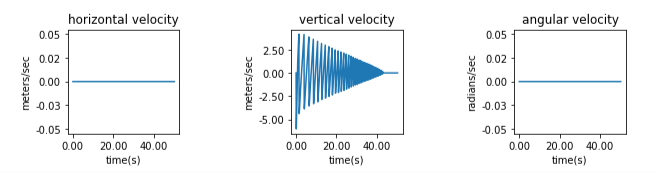 horizontal velocity
0.05
0.02
0.00
-0.03
-0.05
meters/sec
0.00 20.00 40.00
time(s)
vertical velocity
2.50
0.00
-2.50
-5.00
meters/sec
0.00 20.00 40.00
time(s)
angular velocity
0.05
0.02
0.00
-0.03
-0.05
radians/sec
0.00 20.00 40.00
time(s)